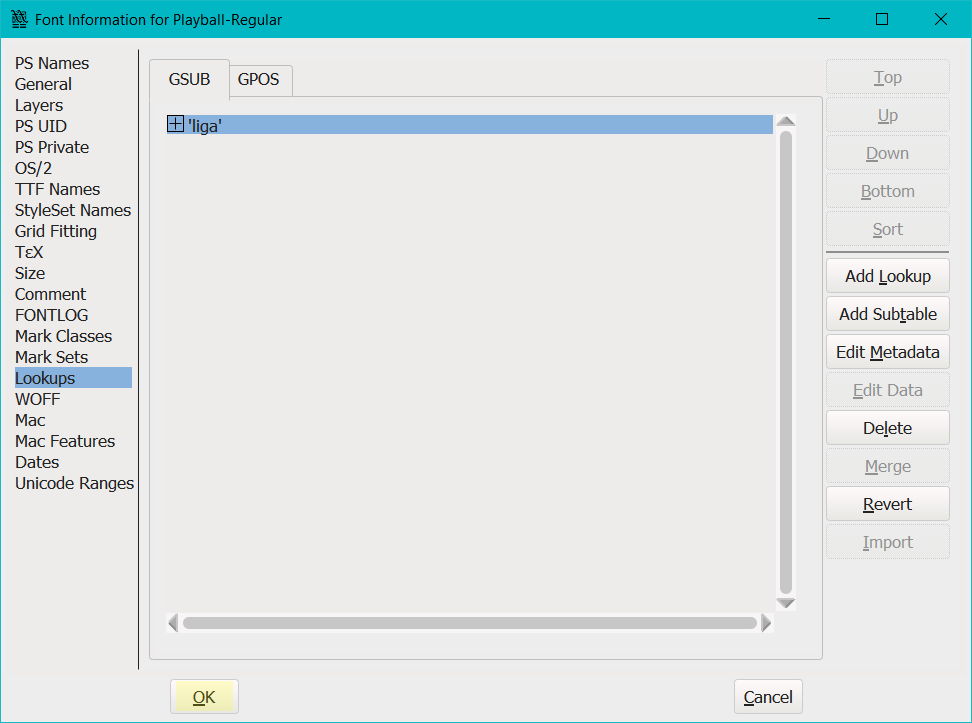 Font Information for Playball-Regular
PS Names
General
Layers
PS UID
PS Private
OS/2
TTF Names
StyleSet Names
Grid Fitting
TεX
Size
Comment
FONTLOG
Mark Classes
Mark Sets
Lookups
WOFF
Mac
Mac Features
Dates
Unicode Ranges
GSUB GPOS
'liga'
Top
Up
Down
Bottom
Sort
Add Lookup
Add Subtable
Edit Metadata
Edit Data
Delete
Merge
Revert
Import
OK Cancel